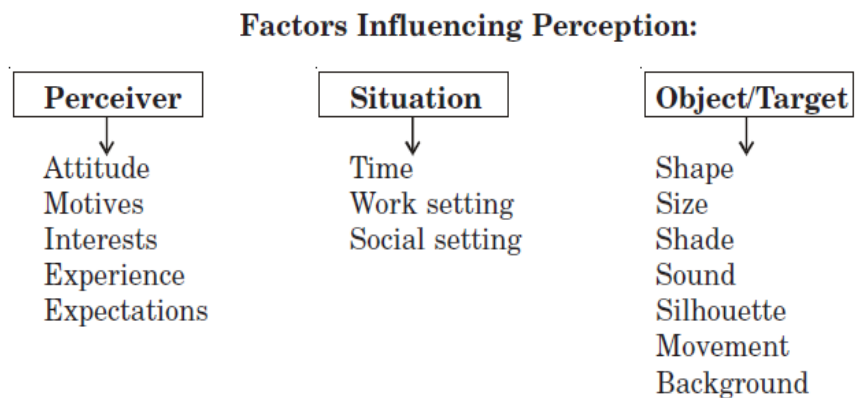 Factors Influencing Perception:
Perceiver
Attitude
Motives
Interests
Experience
Expectations
Situation
Time
Work setting
Social setting
Object/Target
Shape
Size
Shade
Sound
Silhouette
Movement
Background